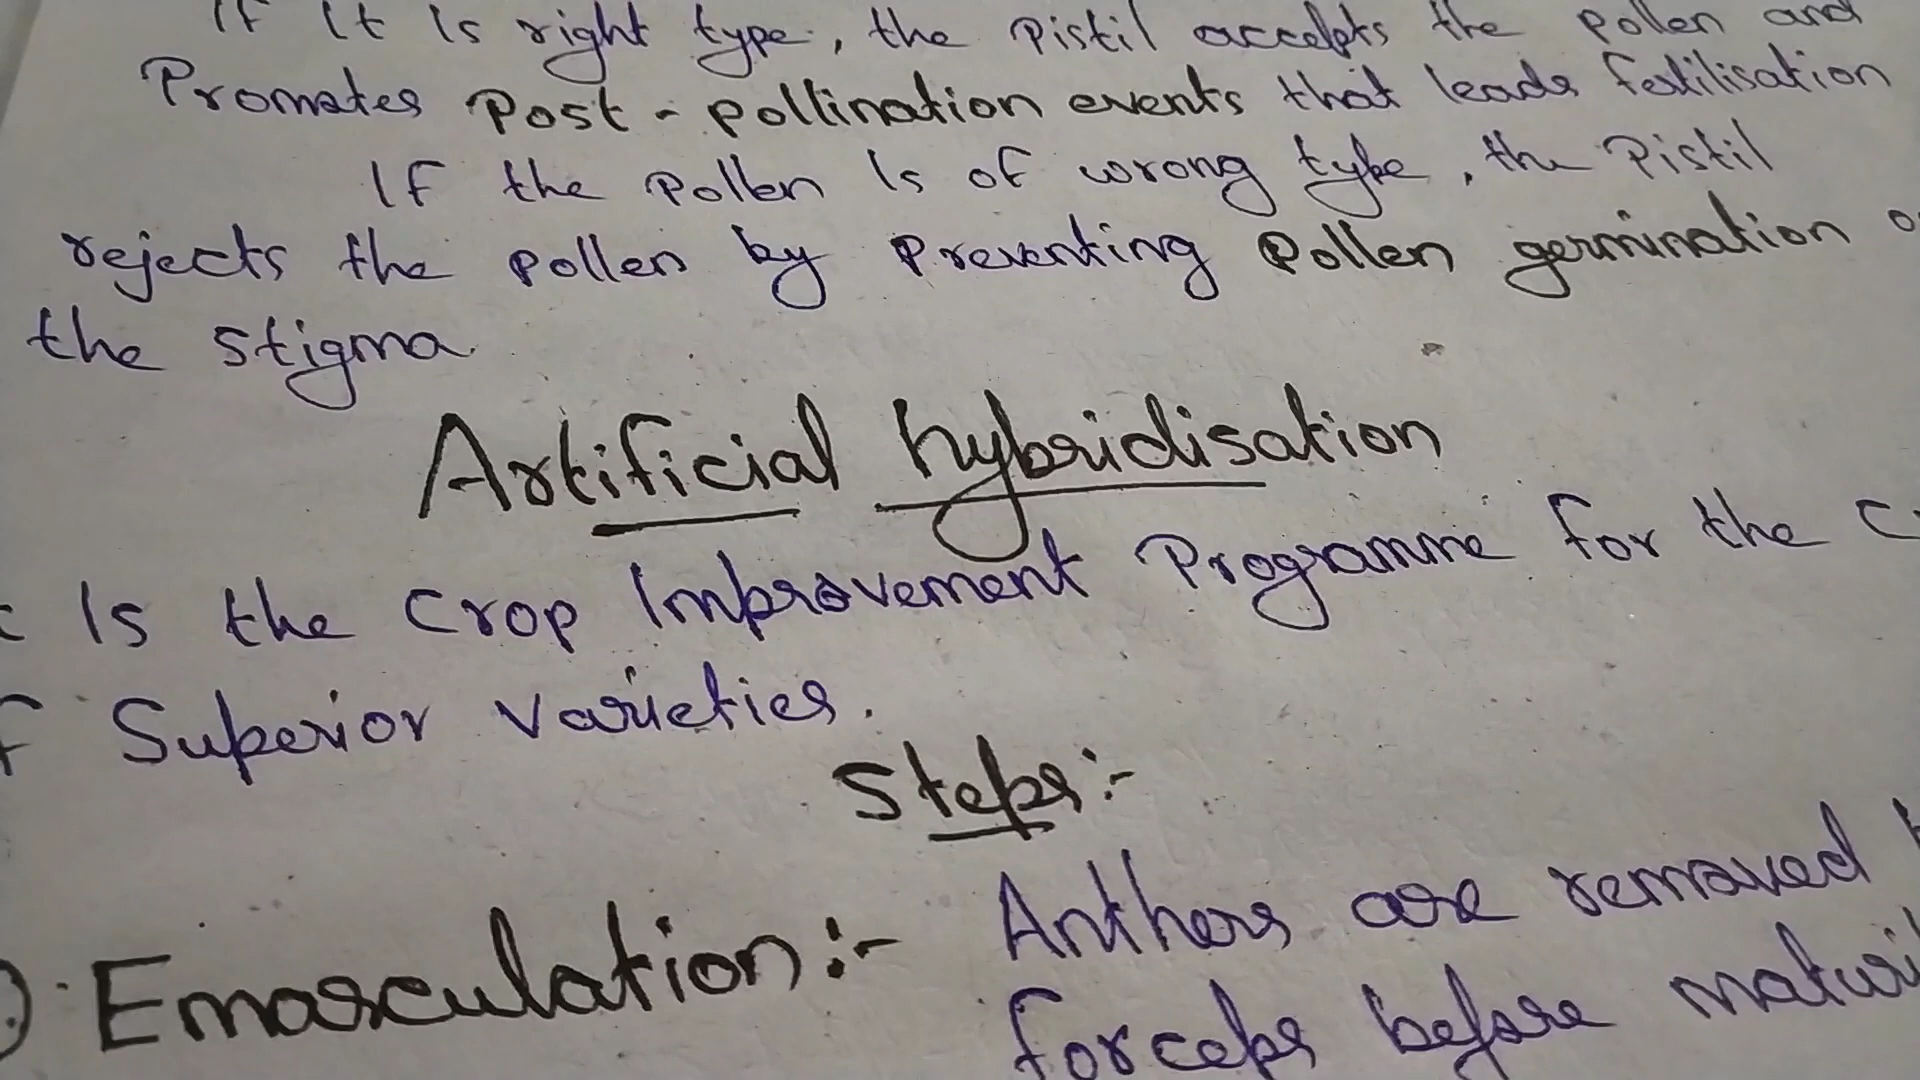 If It Is right type, the Pistil accepts the pollen and
Promotes Post-pollination events that leads fertilisation
If the pollen Is of wrong type, the Pistil
rejects the pollen by Preventing Pollen germination
the stigma.
Artificial hybridisation
Is the Crop Improvement Programme for the
Superior varieties.
Steps:-
Emasculation:- Anthers are removed
forceps before